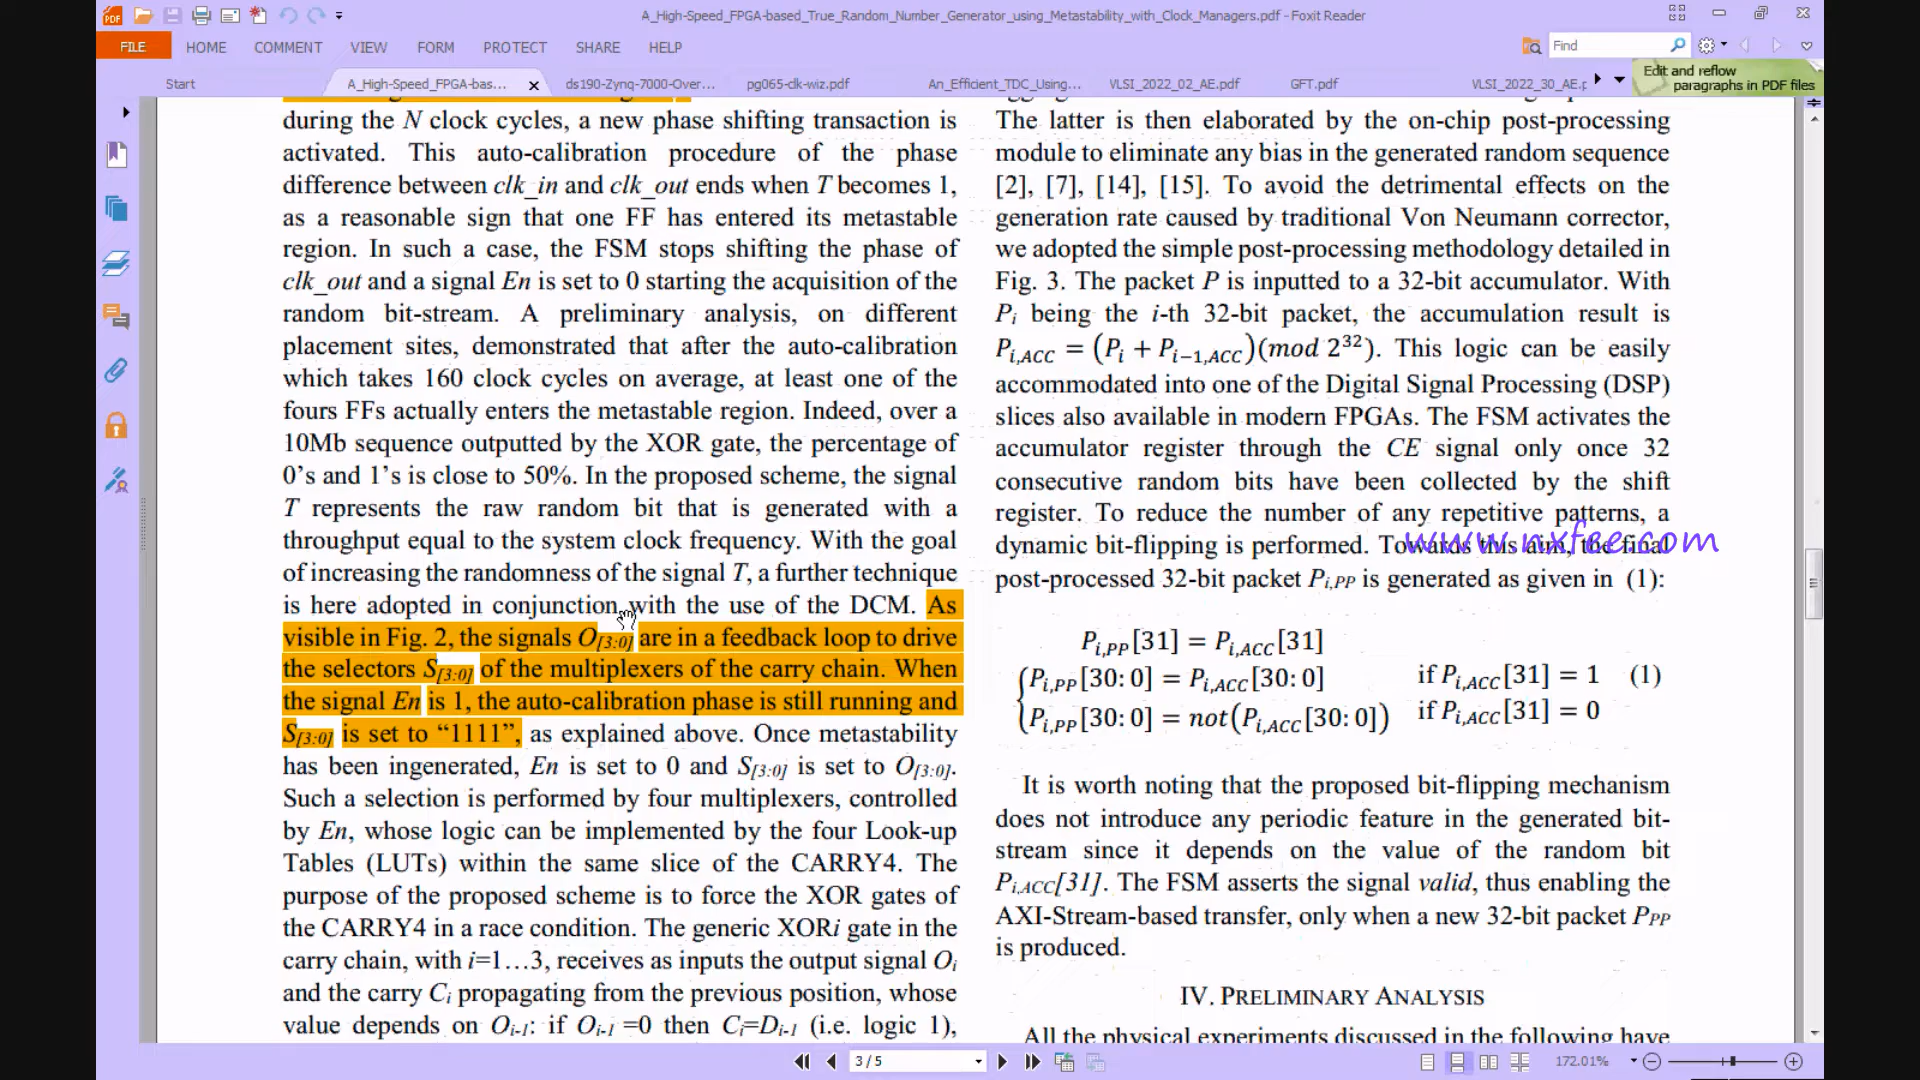 A_High-Speed_FPGA-based_True_Random_Number_Generator_using_Metastability_with_Clock_Managers.pdf - Foxit Reader
FILE HOME COMMENT VIEW FORM PROTECT SHARE HELP Find
Start A_High-Speed_FPGA-bas... ds190-Zynq-7000-Over... pg065-clk-wiz.pdf An_Efficient_TDC_Using... VLSI_2022_02_AE.pdf GFT.pdf VLSI_2022_30_AE.p
Edit and reflow
paragraphs in PDF files
during the N clock cycles, a new phase shifting transaction is
activated. This auto-calibration procedure of the phase
difference between clk_in and clk_out ends when T becomes 1,
as a reasonable sign that one FF has entered its metastable
region. In such a case, the FSM stops shifting the phase of
clk_out and a signal En is set to 0 starting the acquisition of the
random bit-stream. A preliminary analysis, on different
placement sites, demonstrated that after the auto-calibration
which takes 160 clock cycles on average, at least one of the
fours FFs actually enters the metastable region. Indeed, over a
10Mb sequence outputted by the XOR gate, the percentage of
0's and 1's is close to 50%. In the proposed scheme, the signal
T represents the raw random bit that is generated with a
throughput equal to the system clock frequency. With the goal
of increasing the randomness of the signal T, a further technique
is here adopted in conjunction with the use of the DCM. As
visible in Fig. 2, the signals O[3:0] are in a feedback loop to drive
the selectors S[3:0] of the multiplexers of the carry chain. When
the signal En is 1, the auto-calibration phase is still running and
S[3:0] is set to “1111”, as explained above. Once metastability
has been ingenerated, En is set to 0 and S[3:0] is set to O[3:0].
Such a selection is performed by four multiplexers, controlled
by En, whose logic can be implemented by the four Look-up
Tables (LUTs) within the same slice of the CARRY4. The
purpose of the proposed scheme is to force the XOR gates of
the CARRY4 in a race condition. The generic XORi gate in the
carry chain, with i=1…3, receives as inputs the output signal Oi
and the carry Ci propagating from the previous position, whose
value depends on Oi-1: if Oi-1 =0 then Ci=Di-1 (i.e. logic 1),
The latter is then elaborated by the on-chip post-processing
module to eliminate any bias in the generated random sequence
[2], [7], [14], [15]. To avoid the detrimental effects on the
generation rate caused by traditional Von Neumann corrector,
we adopted the simple post-processing methodology detailed in
Fig. 3. The packet P is inputted to a 32-bit accumulator. With
Pi being the i-th 32-bit packet, the accumulation result is
Pi,ACC = (Pi + Pi−1,ACC)(mod 2^32). This logic can be easily
accommodated into one of the Digital Signal Processing (DSP)
slices also available in modern FPGAs. The FSM activates the
accumulator register through the CE signal only once 32
consecutive random bits have been collected by the shift
register. To reduce the number of any repetitive patterns, a
dynamic bit-flipping is performed. Towards this aim, the final
www.nxfee.com
post-processed 32-bit packet Pi,PP is generated as given in (1):
Pi,PP[31] = Pi,ACC[31]
{Pi,PP[30:0] = Pi,ACC[30:0] if Pi,ACC[31] = 1 (1)
Pi,PP[30:0] = not(Pi,ACC[30:0]) if Pi,ACC[31] = 0
It is worth noting that the proposed bit-flipping mechanism
does not introduce any periodic feature in the generated bit-
stream since it depends on the value of the random bit
Pi,ACC[31]. The FSM asserts the signal valid, thus enabling the
AXI-Stream-based transfer, only when a new 32-bit packet PPP
is produced.
IV. PRELIMINARY ANALYSIS
All the physical experiments discussed in the following have
3 / 5
172.01%